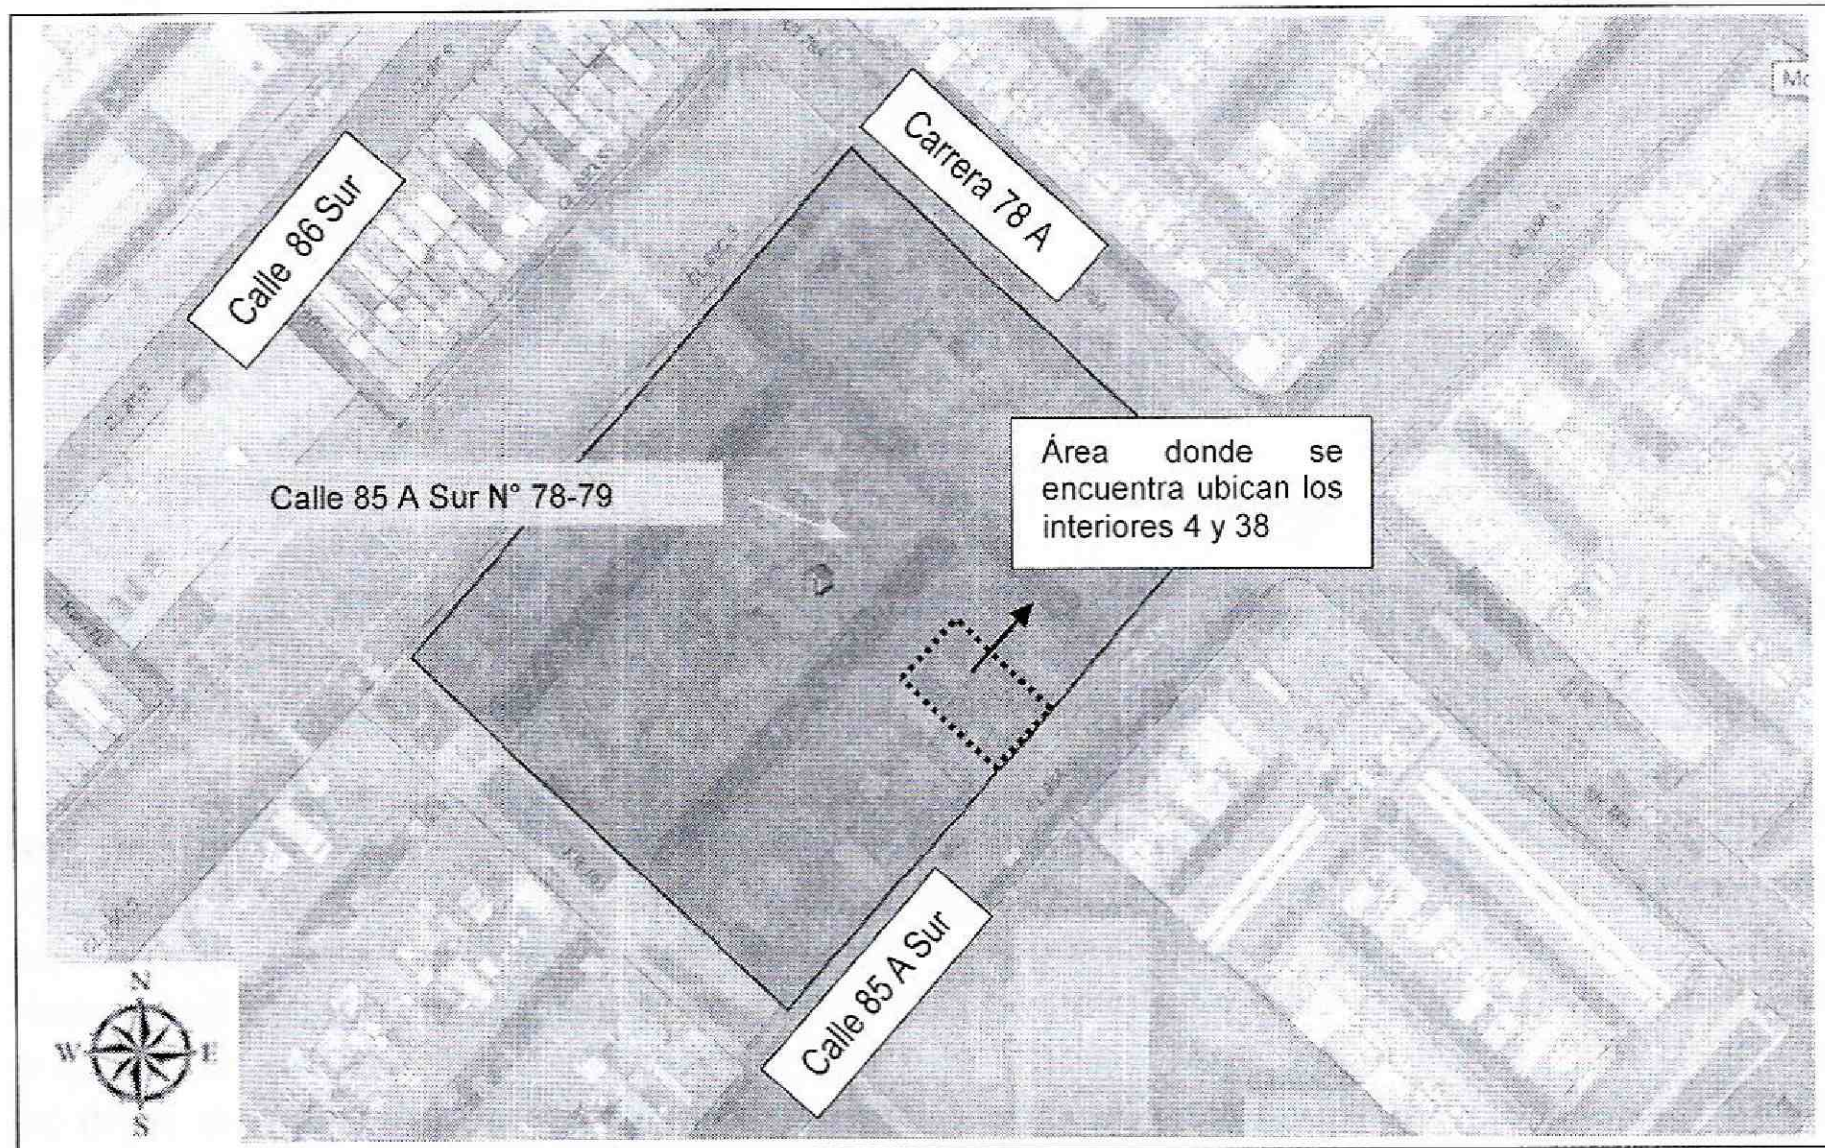 Carrera 78 A
Calle 86 Sur
Calle 85 A Sur N° 78-79
Área donde se
encuentra ubican los
interiores 4 y 38
Calle 85 A Sur
N
W E
S